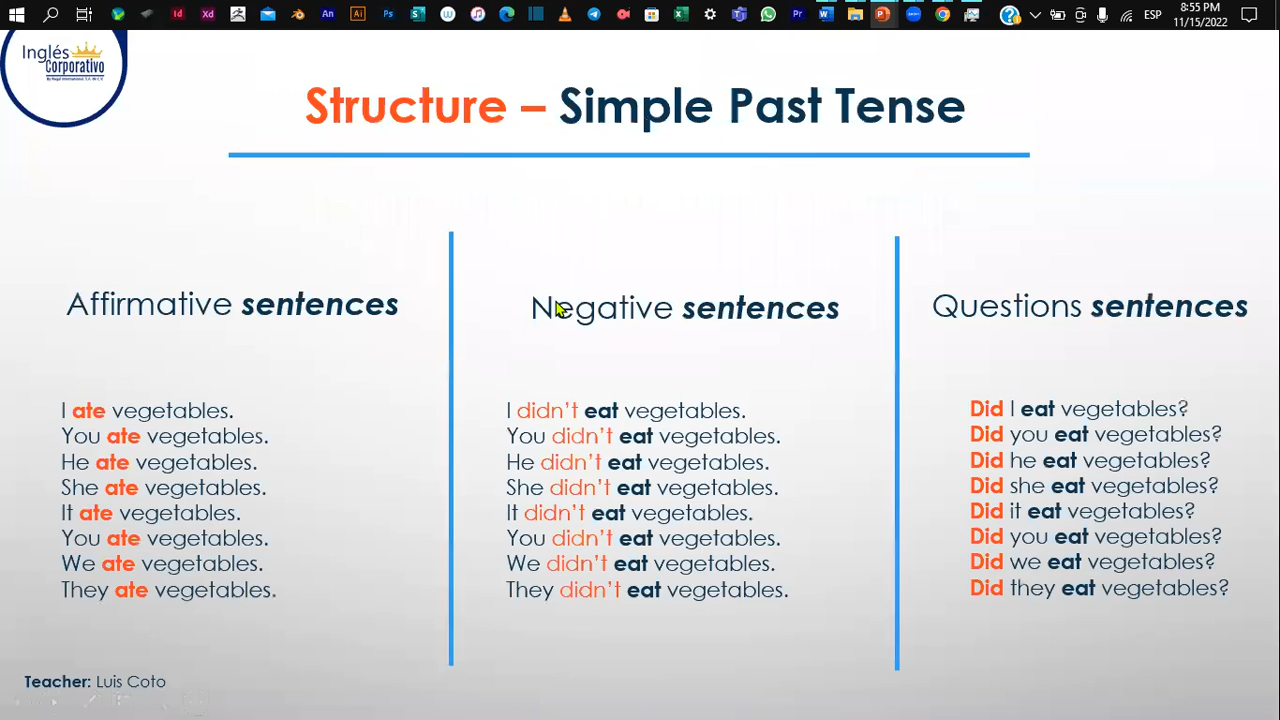 ESP
8:55 PM
11/15/2022
Inglés
Corporativo
Structure – Simple Past Tense
Affirmative sentences
I ate vegetables.
You ate vegetables.
He ate vegetables.
She ate vegetables.
It ate vegetables.
You ate vegetables.
We ate vegetables.
They ate vegetables.
Negative sentences
I didn't eat vegetables.
You didn't eat vegetables.
He didn't eat vegetables.
She didn't eat vegetables.
It didn't eat vegetables.
You didn't eat vegetables.
We didn't eat vegetables.
They didn't eat vegetables.
Questions sentences
Did I eat vegetables?
Did you eat vegetables?
Did he eat vegetables?
Did she eat vegetables?
Did it eat vegetables?
Did you eat vegetables?
Did we eat vegetables?
Did they eat vegetables?
Teacher: Luis Coto